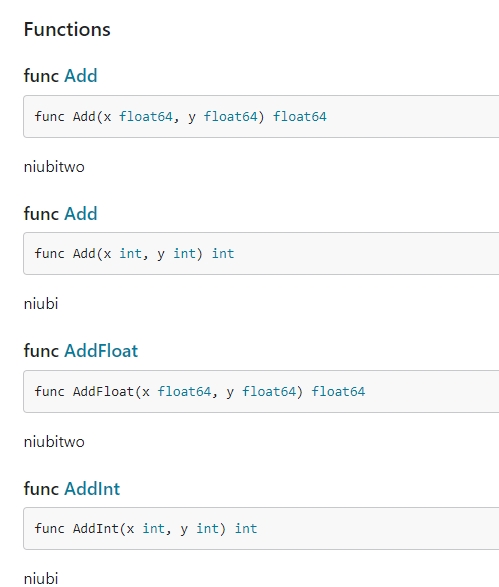 Functions
func Add
func Add(x float64, y float64) float64
niubitwo
func Add
func Add(x int, y int) int
niubi
func AddFloat
func AddFloat(x float64, y float64) float64
niubitwo
func AddInt
func AddInt(x int, y int) int
niubi